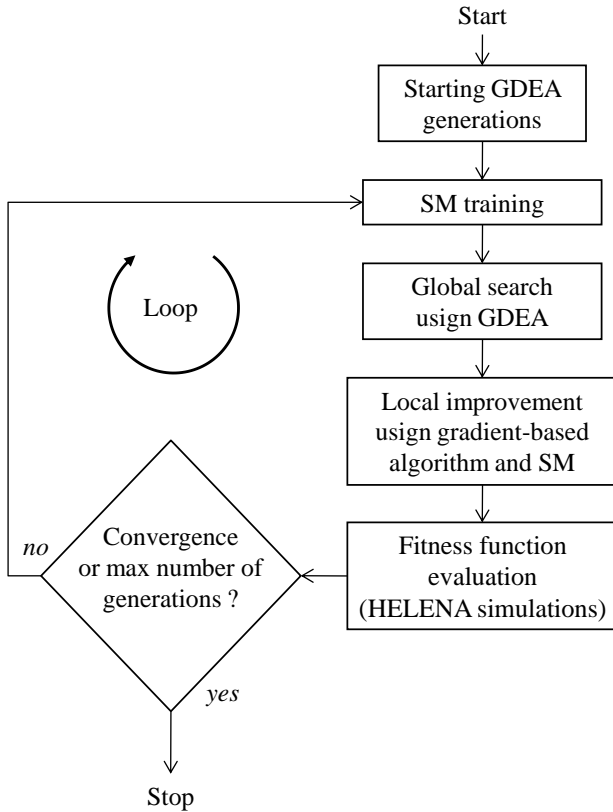 Start
Starting GDEA
generations
SM training
Global search
usign GDEA
Loop
Local improvement
usign gradient-based
algorithm and SM
Fitness function
evaluation
(HELENA simulations)
Convergence
or max number of
generations ?
no
yes
Stop